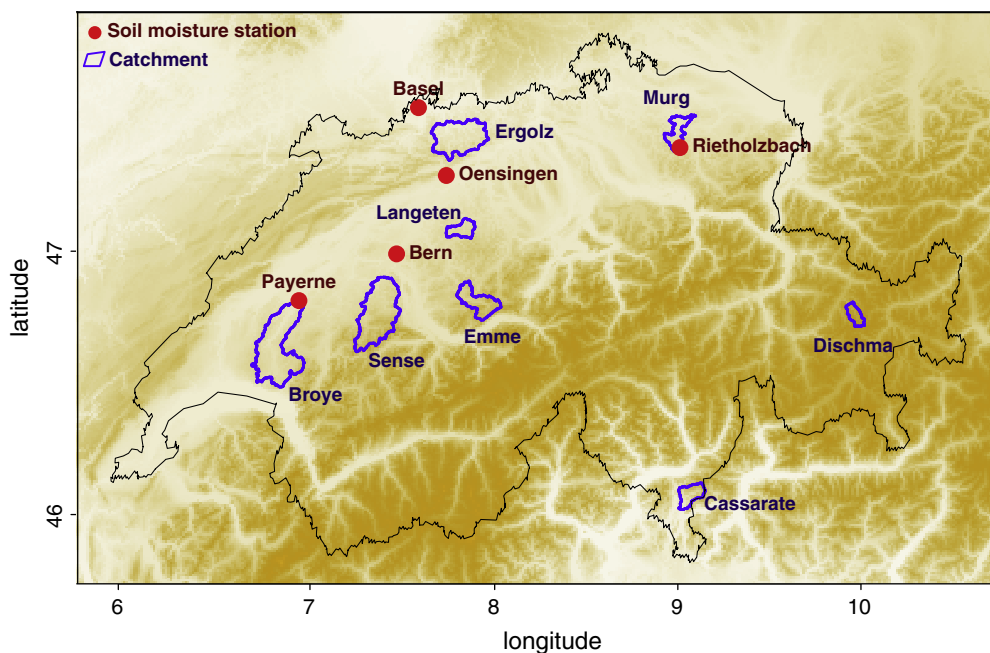 Soil moisture station
Catchment
Basel
Murg
Ergolz
Rietholzbach
Oensingen
Langeten
Bern
Payerne
Emme
Dischma
Sense
Broye
Cassarate
47
46
latitude
6
7
8
9
10
longitude